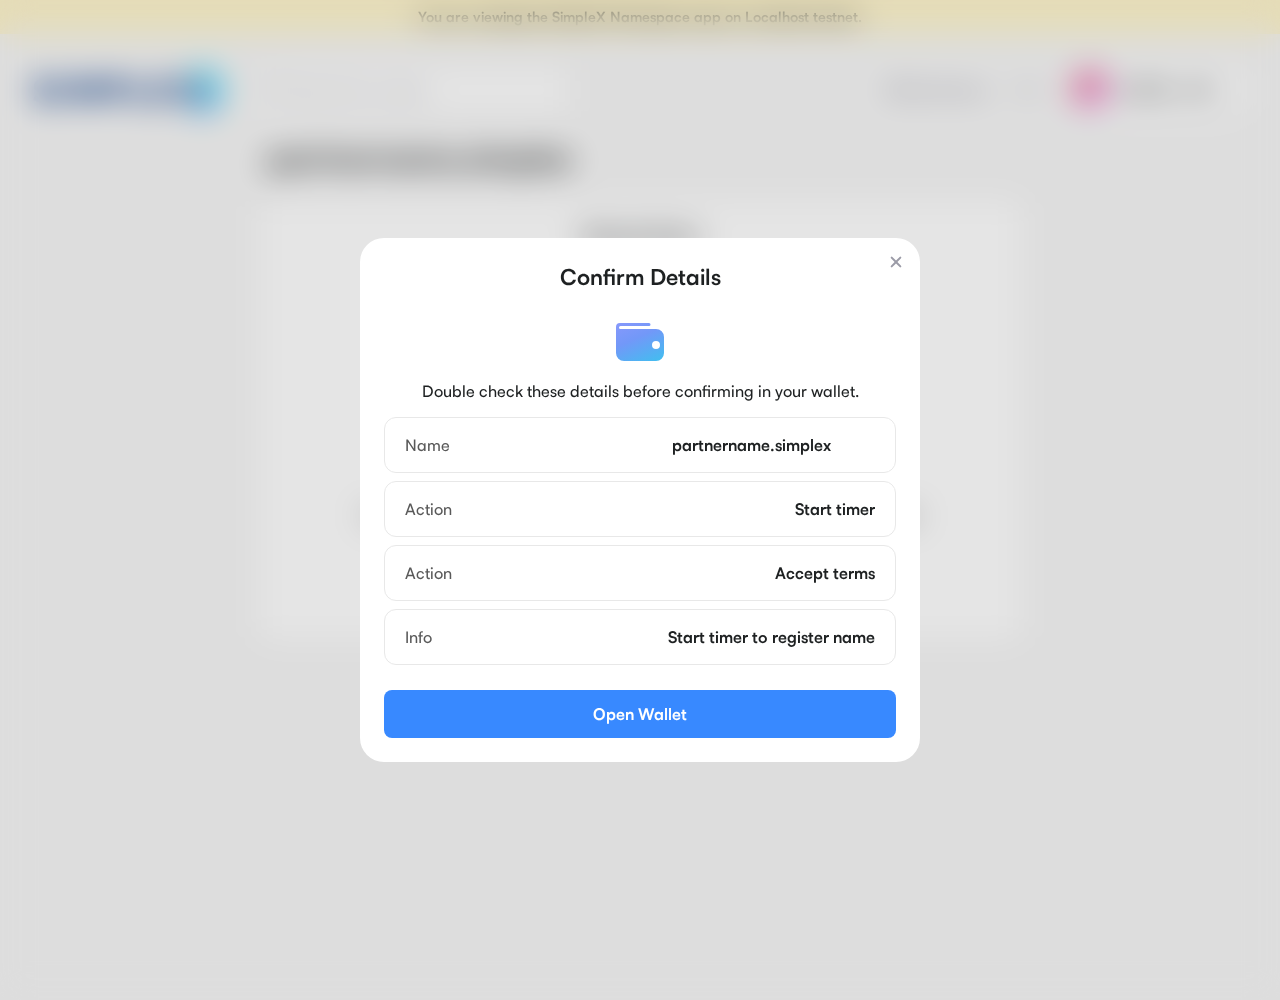 You are viewing the SimpleX Namespace app on Localhost testnet.
Confirm Details
Double check these details before confirming in your wallet.
Name partnername.simplex
Action Start timer
Action Accept terms
Info Start timer to register name
Open Wallet